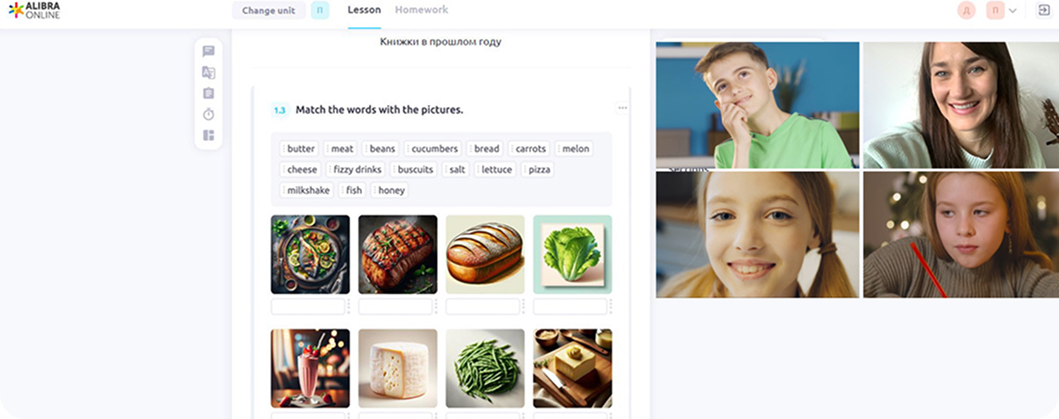 ALIBRA
ONLINE
Change unit
П
Lesson
Homework
Д
П
Книжки в прошлом году
1.3 Match the words with the pictures.
butter meat beans cucumbers bread carrots melon
cheese fizzy drinks buscuits salt lettuce pizza
milkshake fish honey